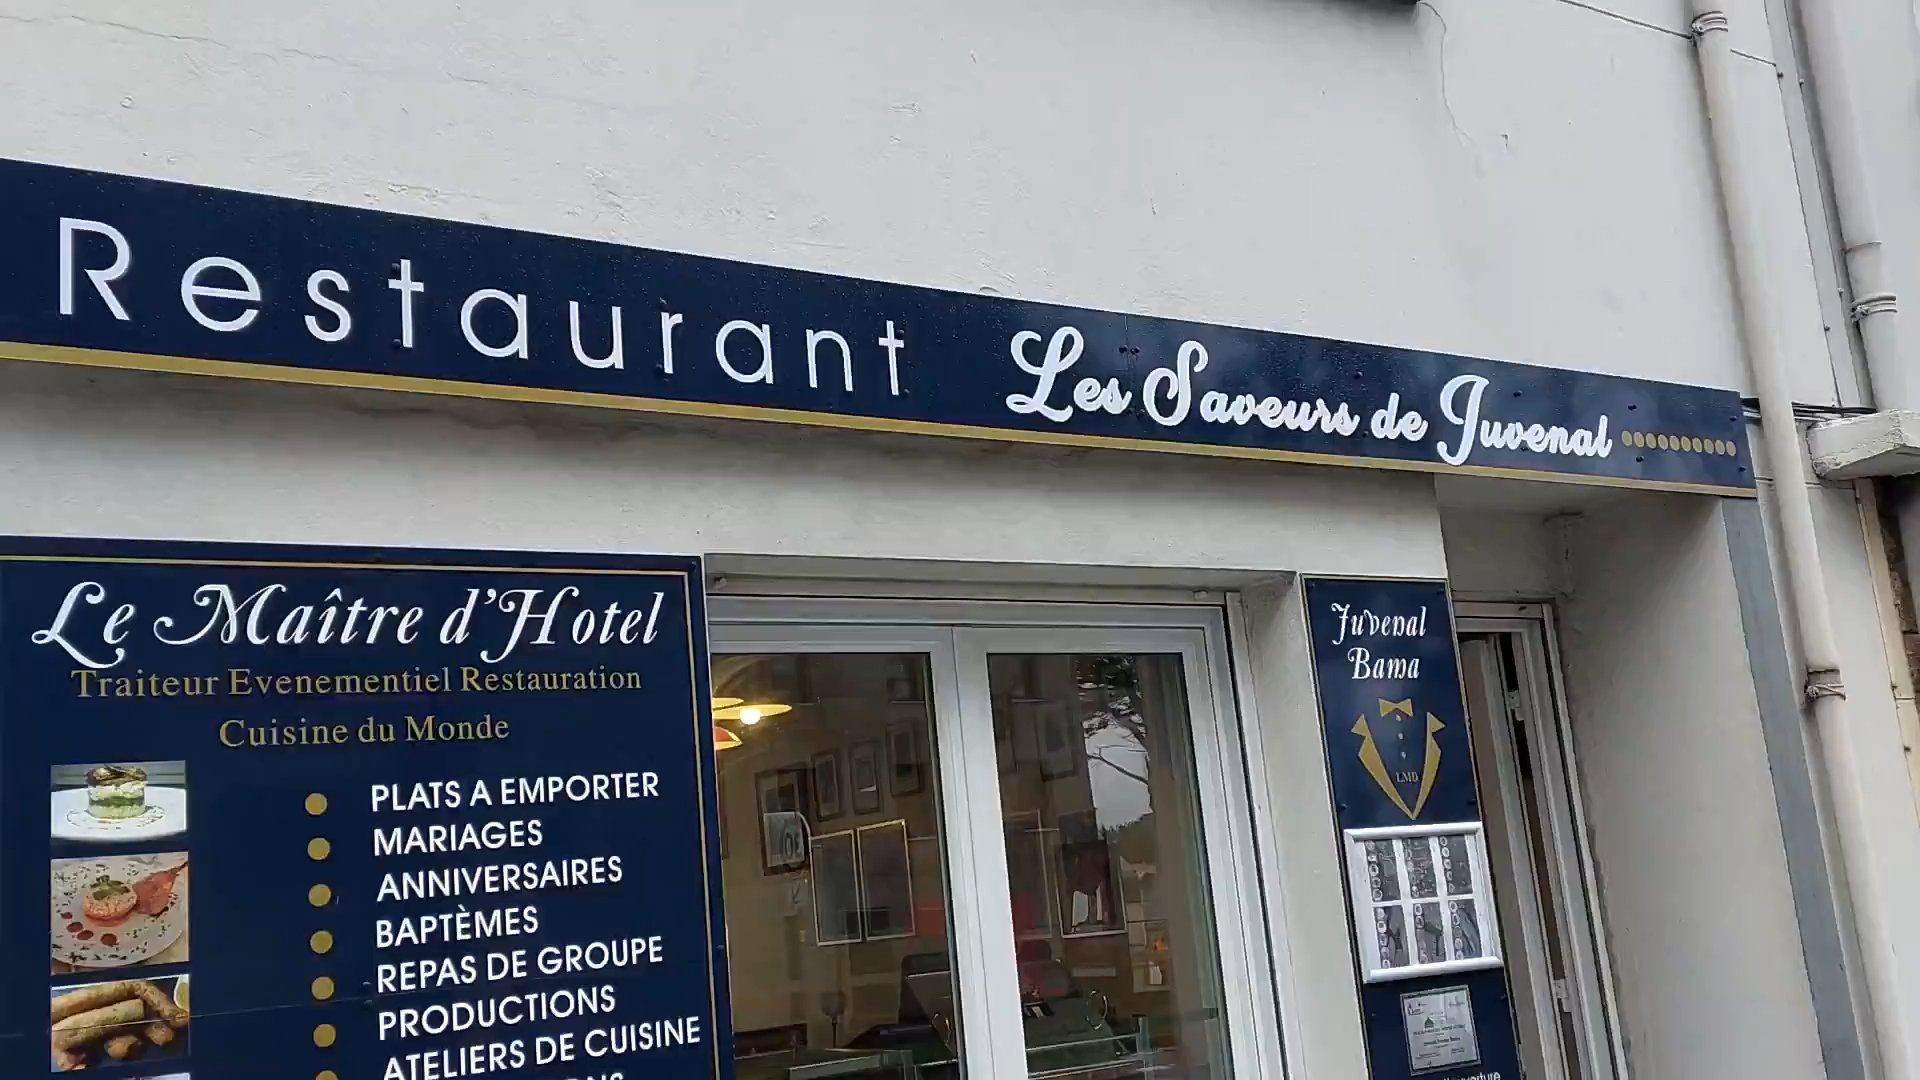 Restaurant Les Saveurs de Juvenal
Le Maître d'Hotel
Traiteur Evenementiel Restauration
Cuisine du Monde
PLATS A EMPORTER
MARIAGES
ANNIVERSAIRES
BAPTÈMES
REPAS DE GROUPE
PRODUCTIONS
ATELIERS DE CUISINE
Juvenal
Bama
LMD